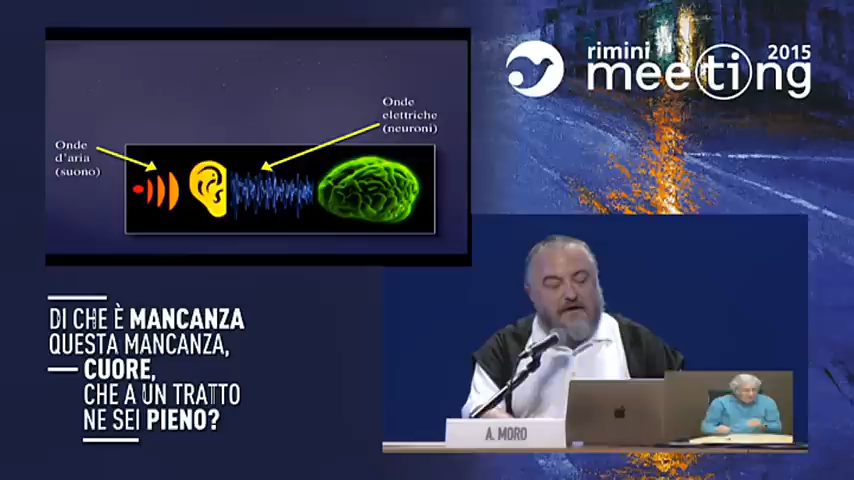 Onde
d'aria
(suono)
Onde
elettriche
(neuroni)
rimini
2015
meeting
DI CHE È MANCANZA
QUESTA MANCANZA,
CUORE,
CHE A UN TRATTO
NE SEI PIENO?
A. MORO